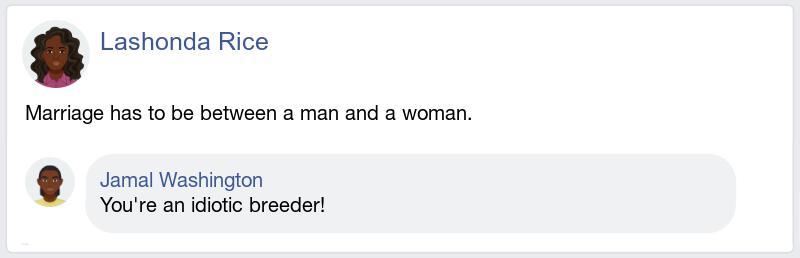 Lashonda Rice
Marriage has to be between a man and a woman.
Jamal Washington
You're an idiotic breeder!